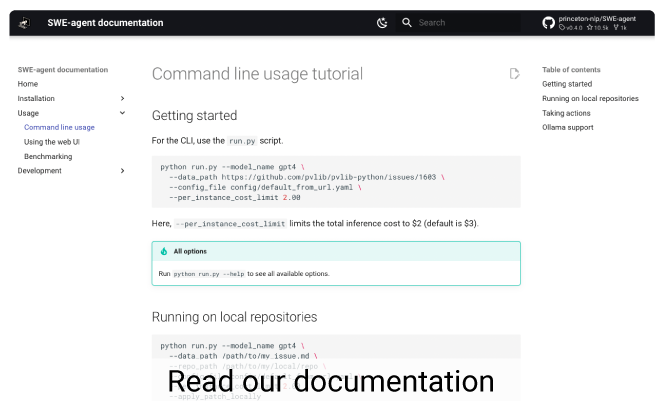 SWE-agent documentation
Search
princeton-nlp/SWE-agent
v0.4.0 10.5k 1k
SWE-agent documentation
Home
Installation
Usage
Command line usage
Using the web UI
Benchmarking
Development
Command line usage tutorial
Getting started
For the CLI, use the run.py script.
python run.py --model_name gpt4 \
--data_path https://github.com/pvlib/pvlib-python/issues/1603 \
--config_file config/default_from_url.yaml \
--per_instance_cost_limit 2.00
Here, --per_instance_cost_limit limits the total inference cost to $2 (default is $3).
All options
Run python run.py --help to see all available options.
Running on local repositories
python run.py --model_name gpt4 \
--data_path /path/to/my_issue.md \
--repo_path /path/to/my/local/repo \
--apply_patch_locally
Read our documentation
Table of contents
Getting started
Running on local repositories
Taking actions
Ollama support